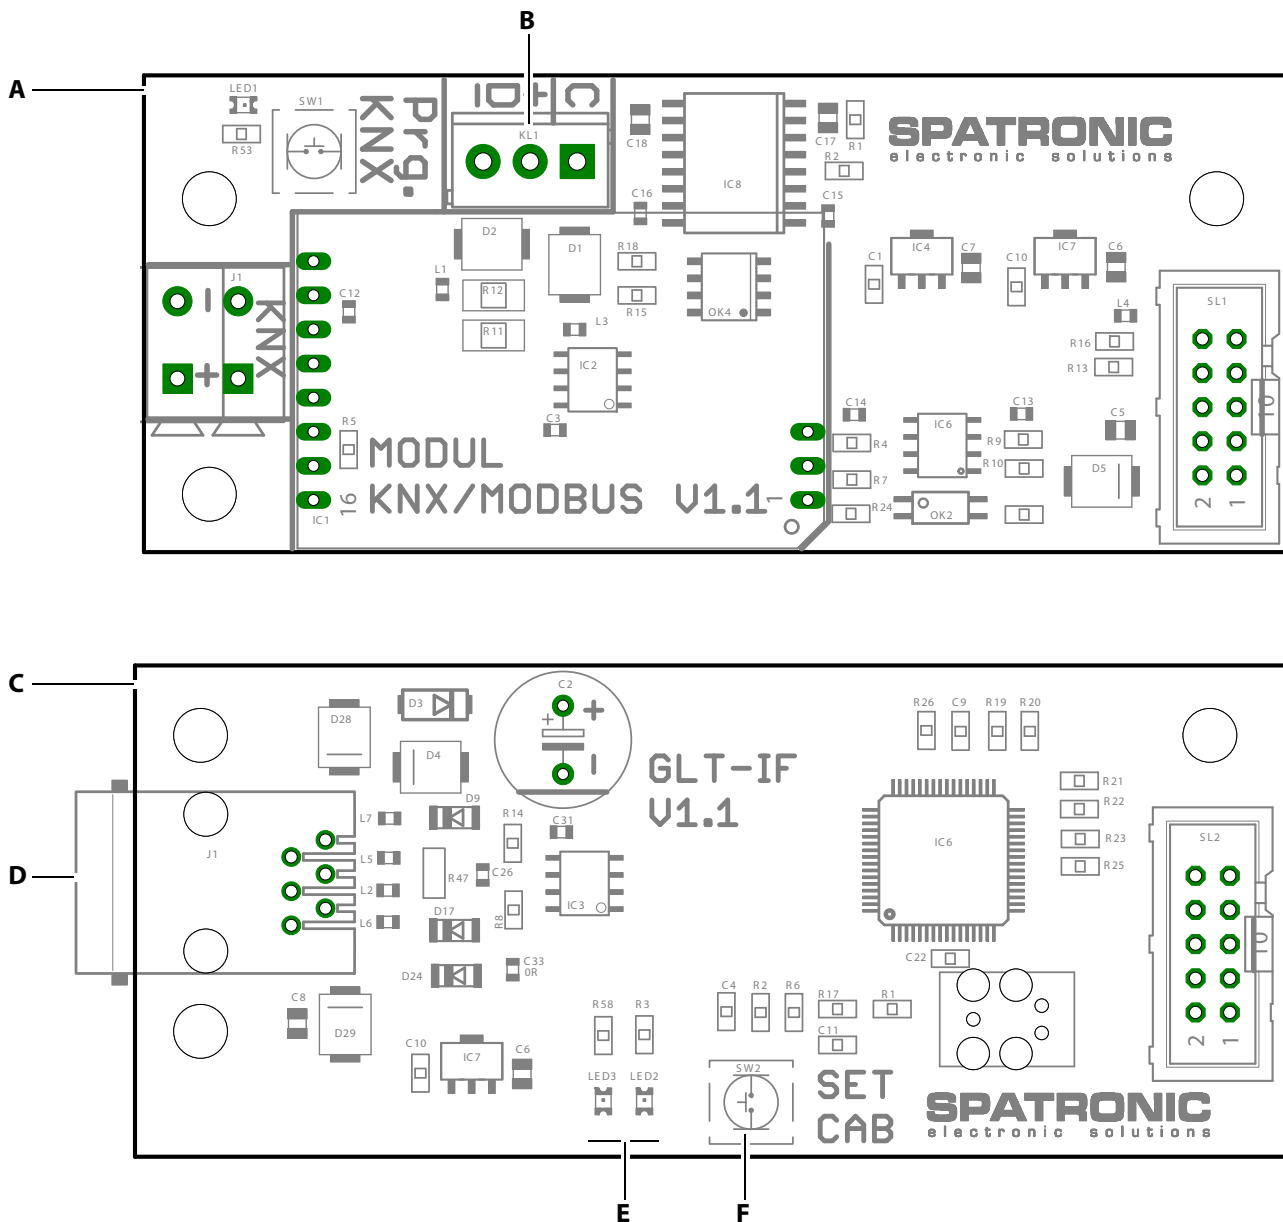 B
A
LED1
SW1
R53
Prg.
KNX
IDI
C
KL1
C18
C16
IC8
C17
R1
R2
C15
SPATRONIC
electronic solutions
J1
KNX
C12
D2
D1
R18
L1
R12
R11
R15
L3
OK4
IC2
C3
R5
C1
IC4
C7
C10
IC7
C6
L4
R16
R13
SL1
10
C14
R4
IC6
C13
R9
R10
C5
D5
R7
R24
OK2
2 1
MODUL
KNX/MODBUS V1.1
16
IC1
1
C
D28
D3
D4
C2
GLT-IF
V1.1
R26
C9
R19
R20
R21
R22
R23
R25
IC6
SL2
10
2 1
D
J1
L7
L5
L2
L6
D9
R14
C31
R47
C26
IC3
D17
R8
D24
C33
0R
C8
D29
C10
IC7
C6
R58
R3
LED3
LED2
C22
C4
R2
R6
R17
R1
C11
SW2
SET
CAB
SPATRONIC
electronic solutions
E
F